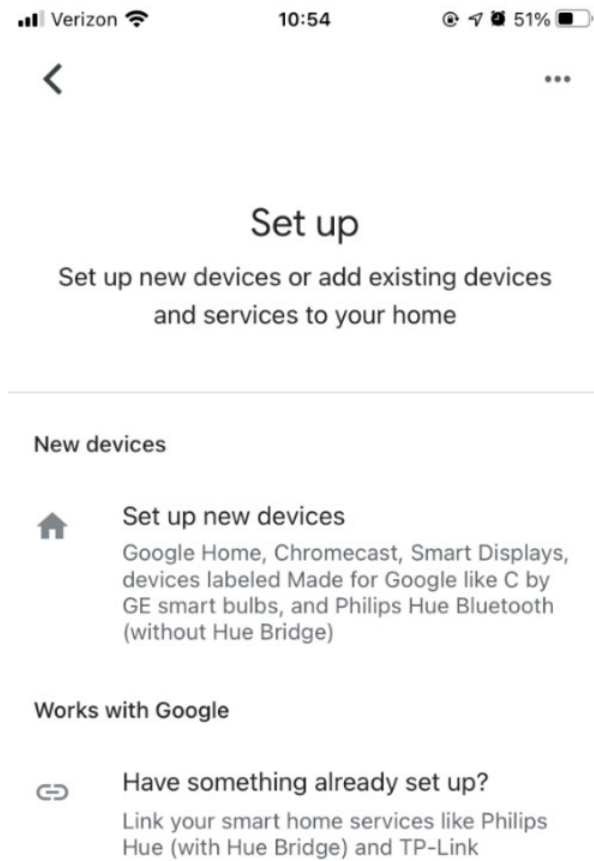 Verizon 10:54 51%
Set up
Set up new devices or add existing devices
and services to your home
New devices
Set up new devices
Google Home, Chromecast, Smart Displays,
devices labeled Made for Google like C by
GE smart bulbs, and Philips Hue Bluetooth
(without Hue Bridge)
Works with Google
Have something already set up?
Link your smart home services like Philips
Hue (with Hue Bridge) and TP-Link